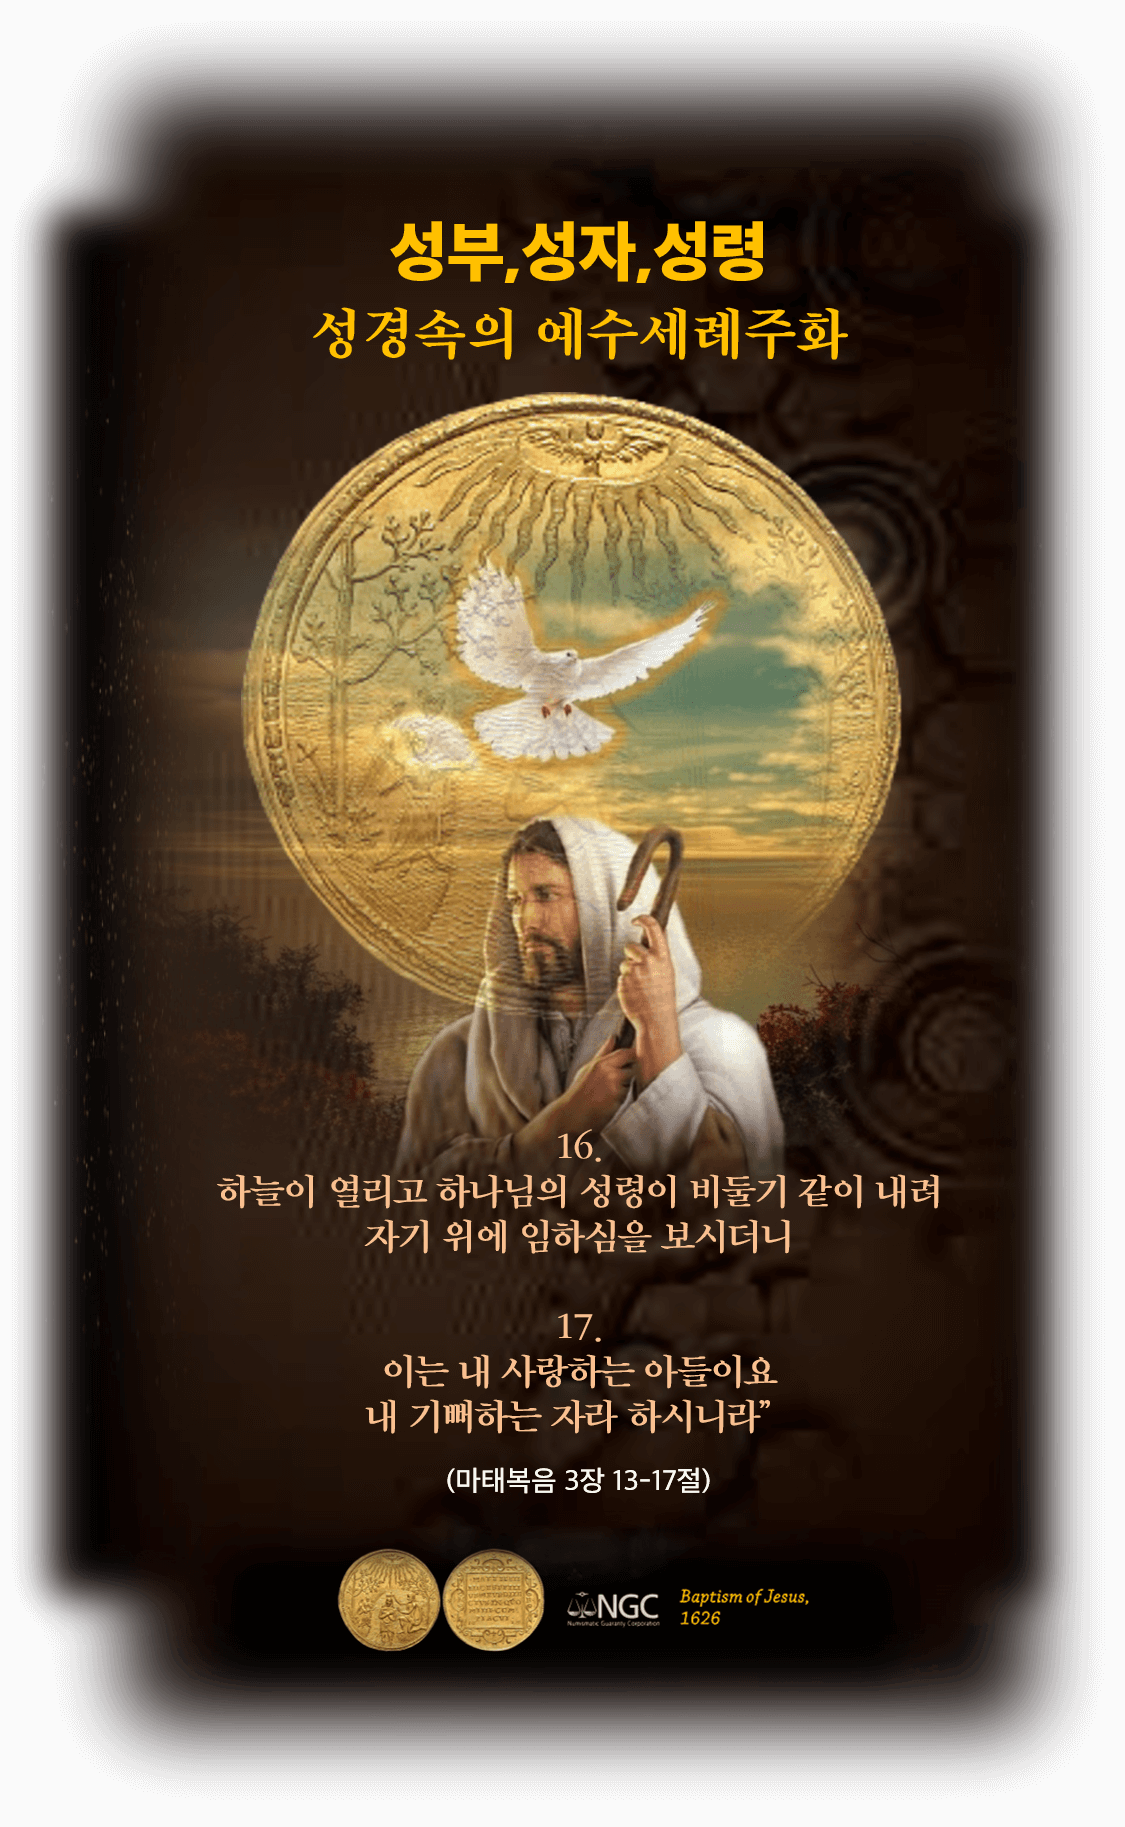 성부,성자,성령
성경속의 예수세례주화
16.
하늘이 열리고 하나님의 성령이 비둘기 같이 내려
자기 위에 임하심을 보시더니
17.
이는 내 사랑하는 아들이요
내 기뻐하는 자라 하시니라”
(마태복음 3장 13-17절)
NGC
Numismatic Guaranty Corporation
Baptism of Jesus,
1626